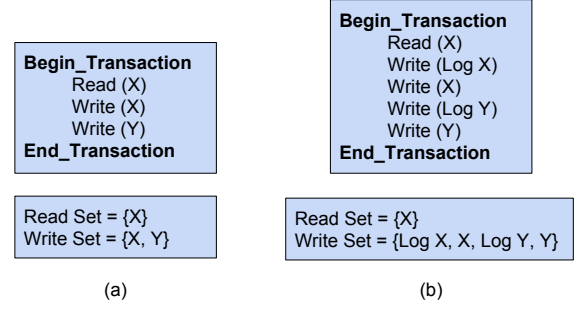 Begin_Transaction
Read (X)
Write (X)
Write (Y)
End_Transaction
Read Set = {X}
Write Set = {X, Y}
(a)
Begin_Transaction
Read (X)
Write (Log X)
Write (X)
Write (Log Y)
Write (Y)
End_Transaction
Read Set = {X}
Write Set = {Log X, X, Log Y, Y}
(b)